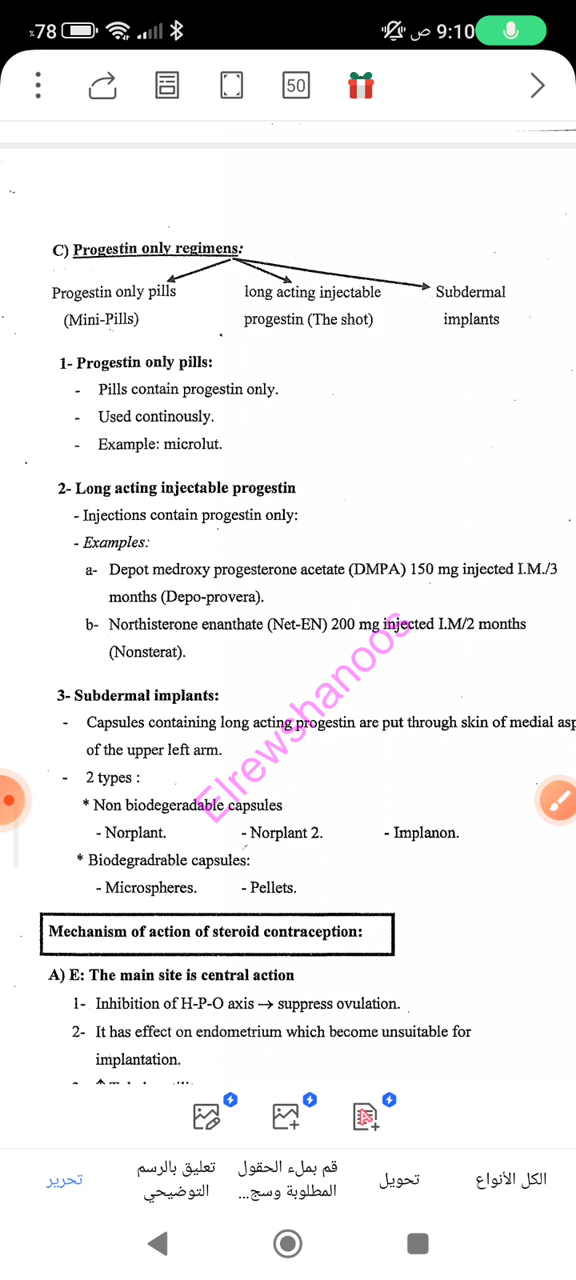 %78
9:10 ص
50
C) Progestin only regimens:
Progestin only pills long acting injectable Subdermal
(Mini-Pills) progestin (The shot) implants
1- Progestin only pills:
- Pills contain progestin only.
- Used continously.
- Example: microlut.
2- Long acting injectable progestin
- Injections contain progestin only:
- Examples:
a- Depot medroxy progesterone acetate (DMPA) 150 mg injected I.M./3
months (Depo-provera).
b- Northisterone enanthate (Net-EN) 200 mg injected I.M/2 months
(Nonsterat).
3- Subdermal implants:
- Capsules containing long acting progestin are put through skin of medial asp
of the upper left arm.
- 2 types :
* Non biodegeradable capsules
- Norplant. - Norplant 2. - Implanon.
* Biodegradrable capsules:
- Microspheres. - Pellets.
Elrewshanoos
Mechanism of action of steroid contraception:
A) E: The main site is central action
1- Inhibition of H-P-O axis → suppress ovulation.
2- It has effect on endometrium which become unsuitable for
implantation.
الكل الأنواع
تحويل
قم بملء الحقول
المطلوبة وسج...
تعليق بالرسم
التوضيحي
تحرير